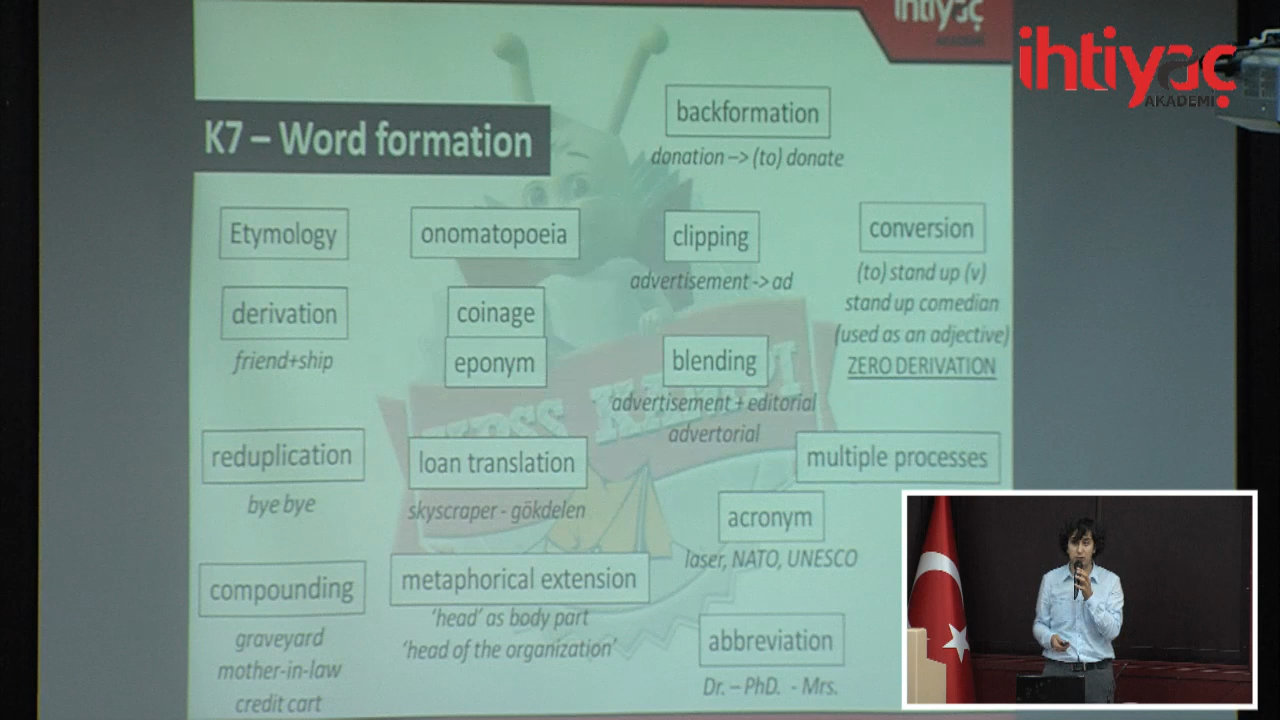 ihtiyaç
AKADEMİ
ihtiyaç
K7 – Word formation
backformation
donation –> (to) donate
Etymology
onomatopoeia
clipping
advertisement -> ad
conversion
(to) stand up (v)
stand up comedian
(used as an adjective)
ZERO DERIVATION
derivation
friend+ship
coinage
eponym
blending
advertisement + editorial
advertorial
reduplication
bye bye
loan translation
skyscraper - gökdelen
multiple processes
acronym
laser, NATO, UNESCO
compounding
graveyard
mother-in-law
credit cart
metaphorical extension
‘head’ as body part
‘head of the organization’
abbreviation
Dr. – PhD. - Mrs.
KPSS KAMPI